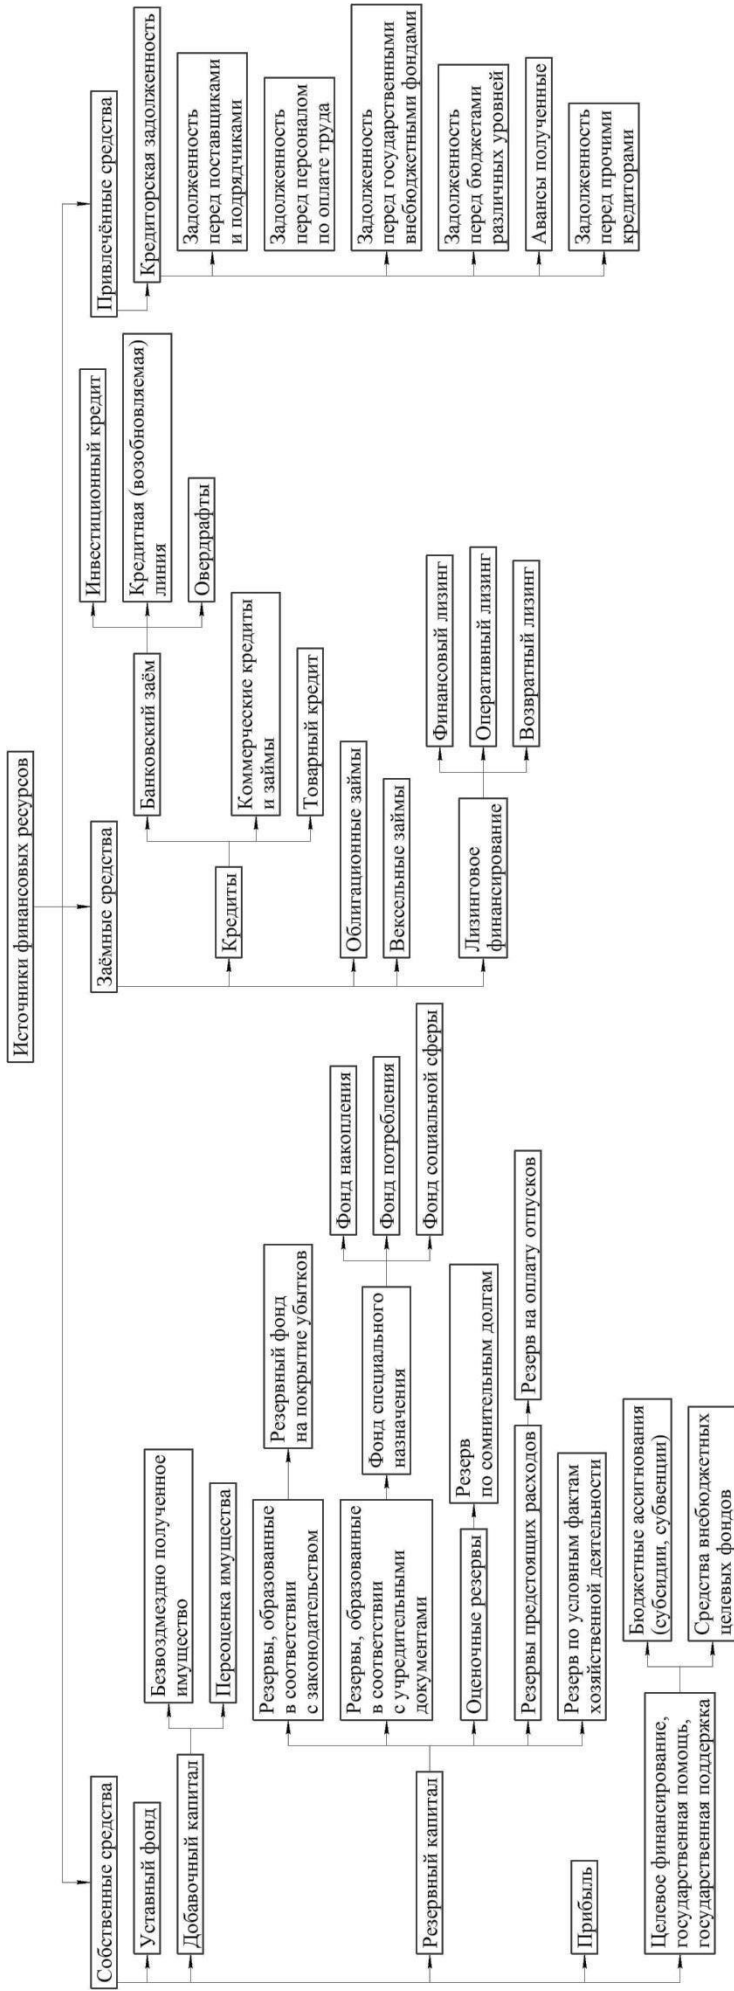 Источники финансовых ресурсов
Собственные средства
Уставный фонд
Добавочный капитал
Безвоздмездно полученное
имущество
Переоценка имущества
Резервный капитал
Резервы, образованные
в соответствии
с законодательством
Резервный фонд
на покрытие убытков
Резервы, образованные
в соответствии
с учредительными
документами
Фонд специального
назначения
Фонд накопления
Фонд потребления
Фонд социальной сферы
Оценочные резервы
Резерв
по сомнительным долгам
Резервы предстоящих расходов
Резерв на оплату отпусков
Резерв по условным фактам
хозяйственной деятельности
Прибыль
Целевое финансирование,
государственная помощь,
государственная поддержка
Бюджетные ассигнования
(субсидии, субвенции)
Средства внебюджетных
целевых фондов
Заёмные средства
Кредиты
Банковский заём
Инвестиционный кредит
Кредитная (возобновляемая)
линия
Овердрафты
Коммерческие кредиты
и займы
Товарный кредит
Облигационные займы
Вексельные займы
Лизинговое
финансирование
Финансовый лизинг
Оперативный лизинг
Возвратный лизинг
Привлечённые средства
Кредиторская задолженность
Задолженность
перед поставщиками
и подрядчиками
Задолженность
перед персоналом
по оплате труда
Задолженность
перед государственными
внебюджетными фондами
Задолженность
перед бюджетами
различных уровней
Авансы полученные
Задолженность
перед прочими
кредиторами